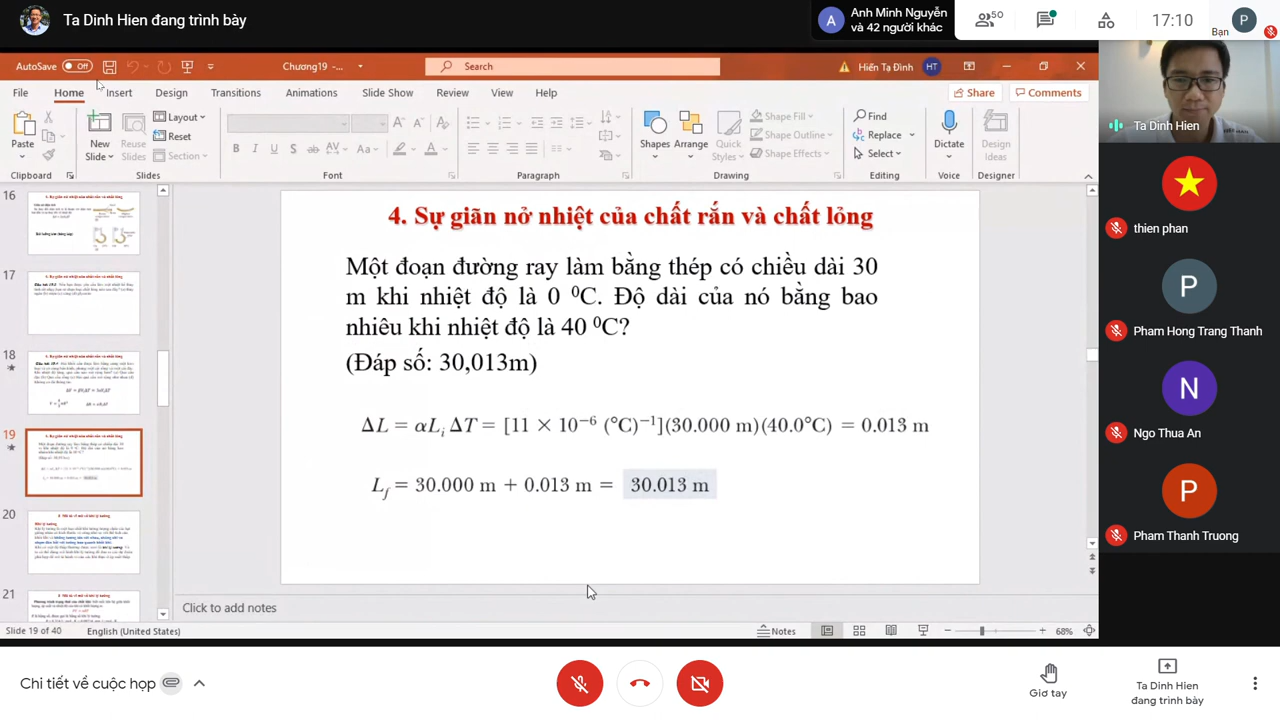 Ta Dinh Hien đang trình bày
A
Anh Minh Nguyễn
và 42 người khác
50
17:10
P
Bạn
AutoSave Off
Chương19 -...
Search
Hiển Tạ Đình HT
File Home Insert Design Transitions Animations Slide Show Review View Help
Share Comments
Paste
New
Slide
Reuse
Slides
Layout
Reset
Section
B I U S ab AV Aa A
Shapes
Arrange
Quick
Styles
Shape Fill
Shape Outline
Shape Effects
Find
Replace
Select
Dictate
Design
Ideas
Clipboard Slides Font Paragraph Drawing Editing Voice Designer
16
17
18
19
20
21
4. Sự giãn nở nhiệt của chất rắn và chất lỏng
Một đoạn đường ray làm bằng thép có chiều dài 30
m khi nhiệt độ là 0 ⁰C. Độ dài của nó bằng bao
nhiêu khi nhiệt độ là 40 ⁰C?
(Đáp số: 30,013m)
ΔL = αLᵢ ΔT = [11 × 10⁻⁶ (°C)⁻¹](30.000 m)(40.0°C) = 0.013 m
L_f = 30.000 m + 0.013 m = 30.013 m
Click to add notes
Slide 19 of 40 English (United States)
Notes
68%
Ta Dinh Hien
thien phan
P
Pham Hong Trang Thanh
N
Ngo Thua An
P
Pham Thanh Truong
Chi tiết về cuộc họp
Giơ tay
Ta Dinh Hien
đang trình bày